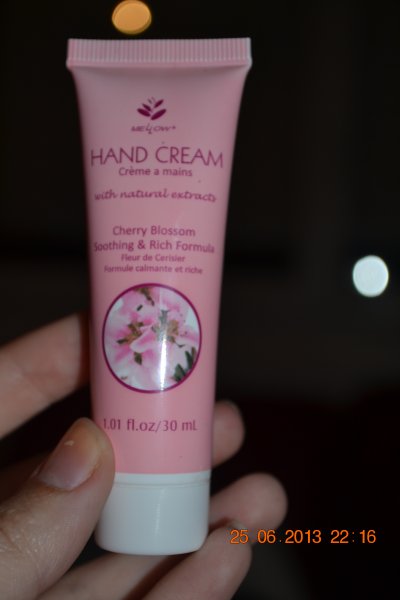 MELLOW
HAND CREAM
Crème a mains
with natural extracts
Cherry Blossom
Soothing & Rich Formula
Fleur de Cerisier
Formule calmante et riche
1.01 fl.oz/30 mL
25.06.2013 22:16